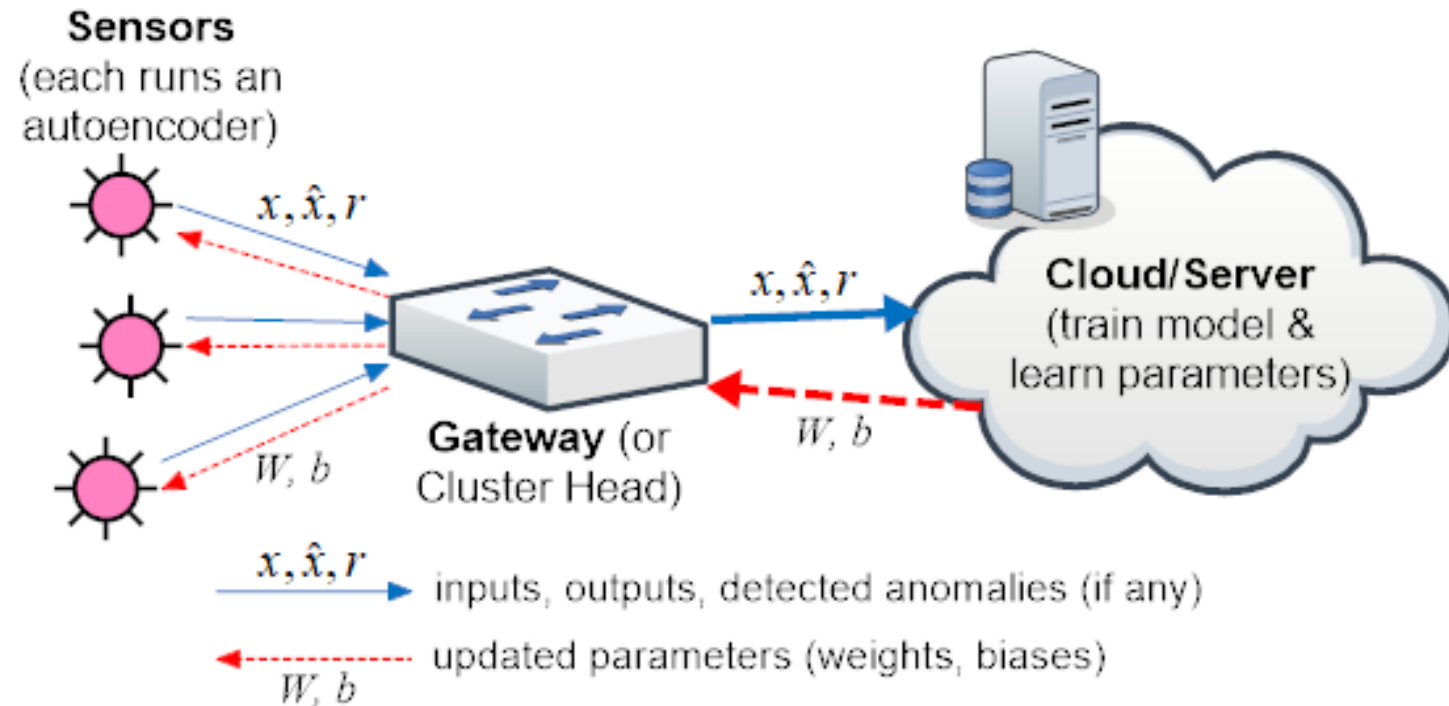 Sensors
(each runs an
autoencoder)
x, x̂, r
x, x̂, r
Cloud/Server
(train model &
learn parameters)
W, b
Gateway (or
Cluster Head)
W, b
x, x̂, r
inputs, outputs, detected anomalies (if any)
updated parameters (weights, biases)
W, b